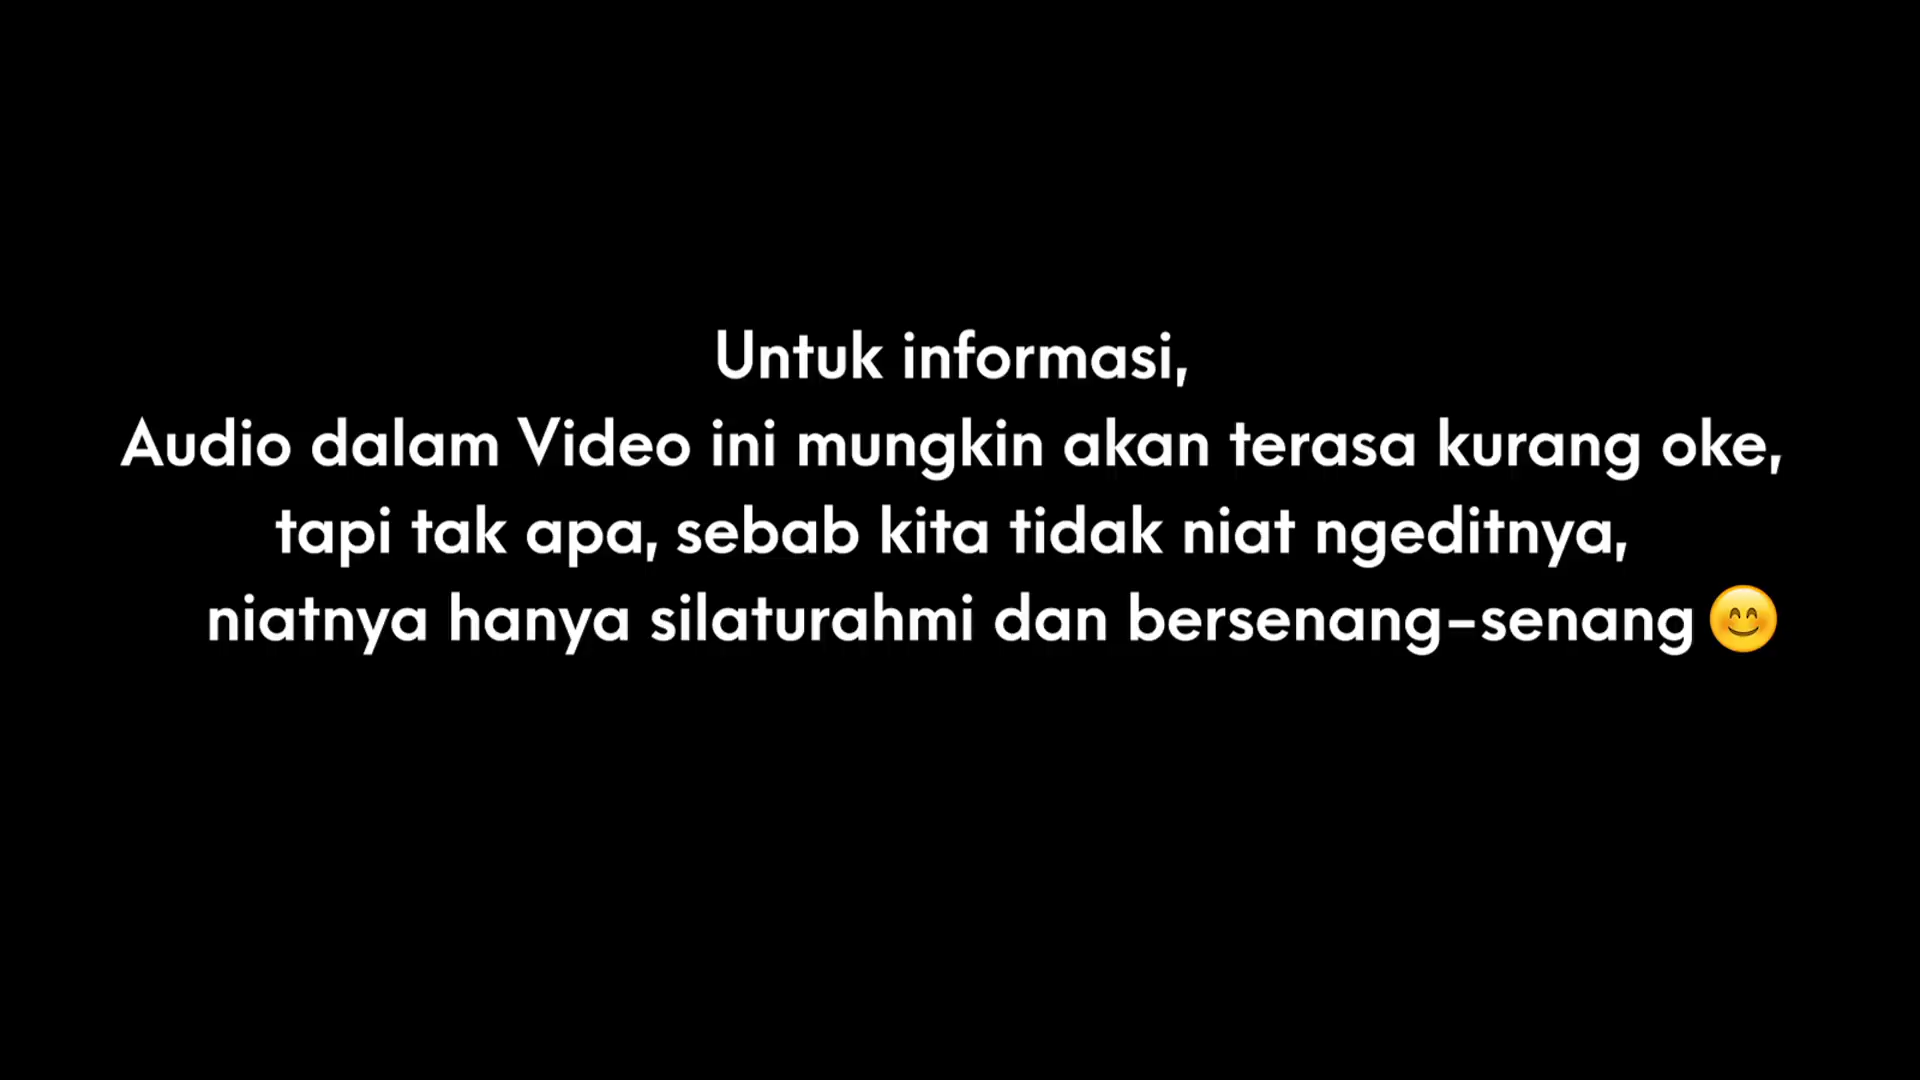 Untuk informasi,
Audio dalam Video ini mungkin akan terasa kurang oke,
tapi tak apa, sebab kita tidak niat ngeditnya,
niatnya hanya silaturahmi dan bersenang-senang 😊